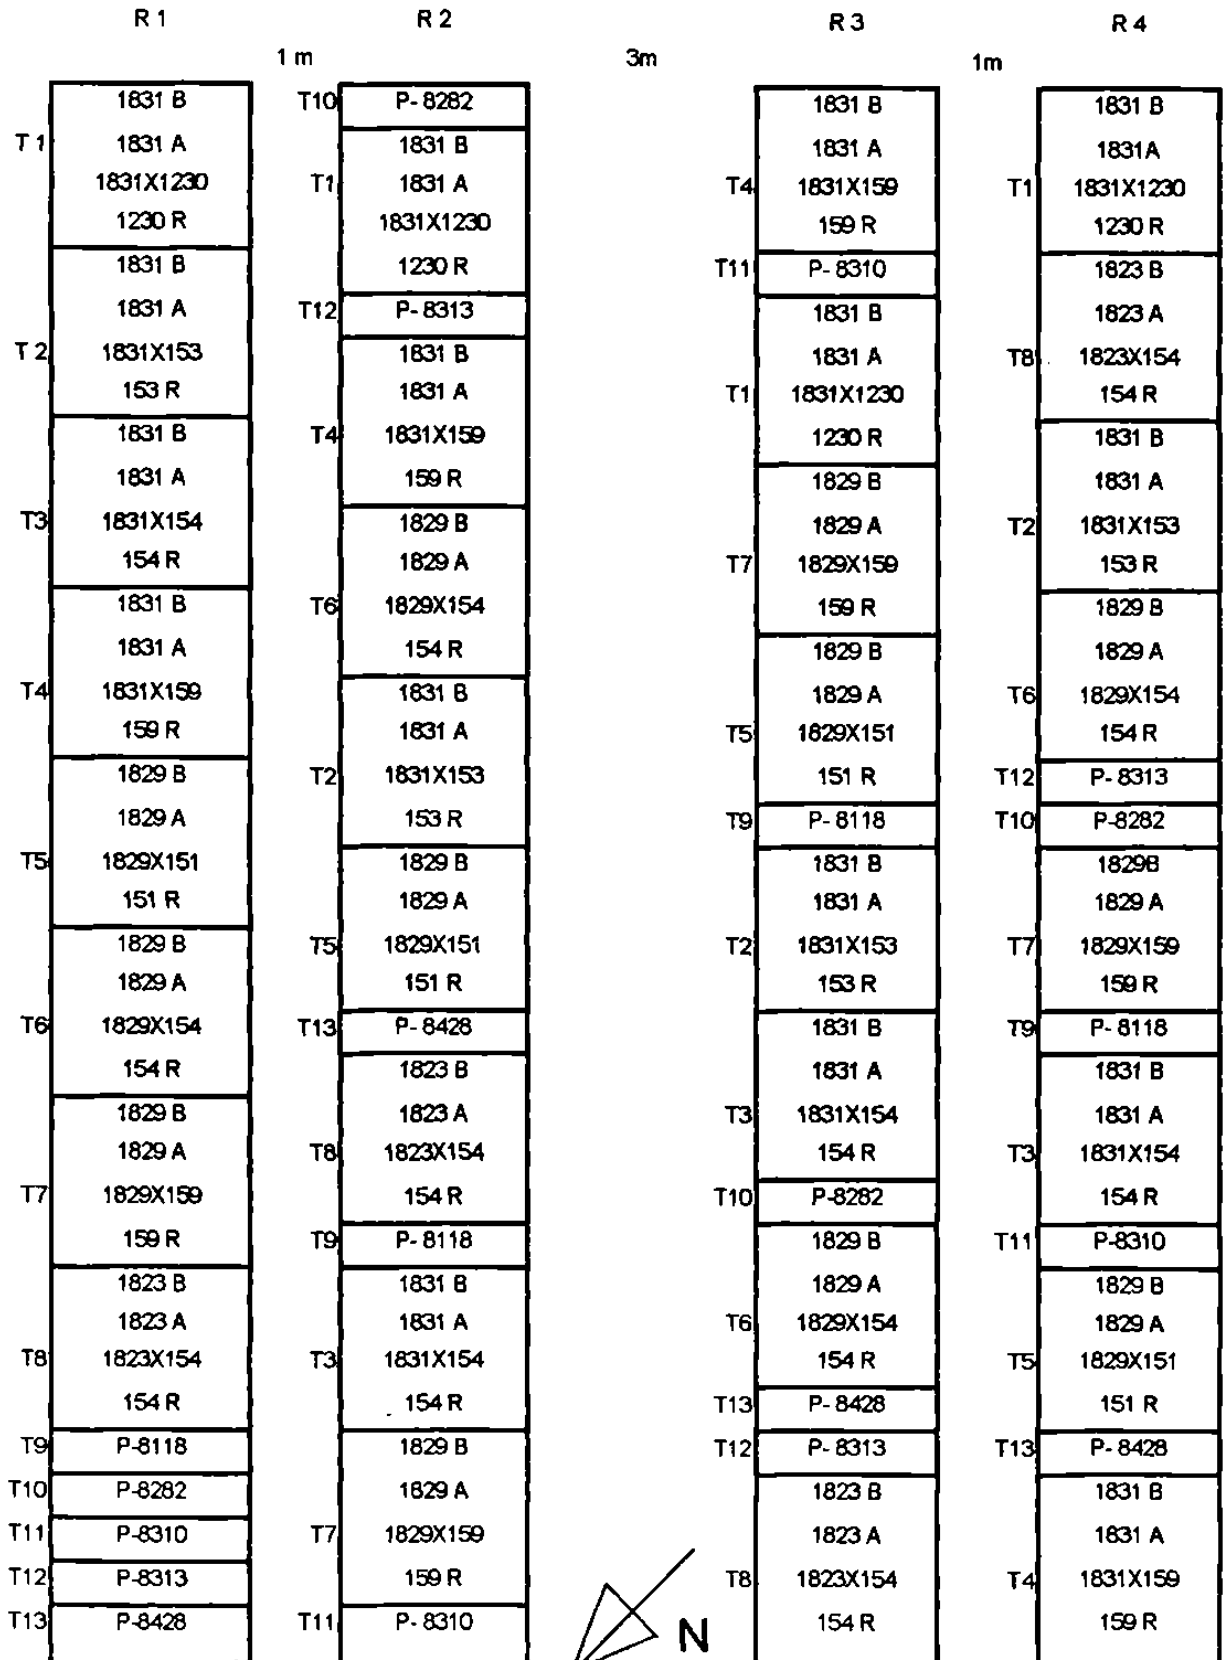 R 1
R 2
R 3
R 4
1 m
3m
1m
1831 B
T 1
1831 A
1831X1230
1230 R
1831 B
1831 A
T 2
1831X153
153 R
1831 B
1831 A
T3
1831X154
154 R
1831 B
1831 A
T4
1831X159
159 R
1829 B
1829 A
T5
1829X151
151 R
1829 B
1829 A
T6
1829X154
154 R
1829 B
1829 A
T7
1829X159
159 R
1823 B
1823 A
T8
1823X154
154 R
T9
P-8118
T10
P-8282
T11
P-8310
T12
P-8313
T13
P-8428
T10
P- 8282
1831 B
T1
1831 A
1831X1230
1230 R
T12
P- 8313
1831 B
1831 A
T4
1831X159
159 R
1829 B
1829 A
T6
1829X154
154 R
1831 B
1831 A
T2
1831X153
153 R
1829 B
1829 A
T5
1829X151
151 R
T13
P- 8428
1823 B
1823 A
T8
1823X154
154 R
T9
P- 8118
1831 B
1831 A
T3
1831X154
154 R
1829 B
1829 A
T7
1829X159
159 R
T11
P- 8310
N
1831 B
1831 A
T4
1831X159
159 R
T11
P- 8310
1831 B
1831 A
T1
1831X1230
1230 R
1829 B
1829 A
T7
1829X159
159 R
1829 B
1829 A
T5
1829X151
151 R
T9
P- 8118
1831 B
1831 A
T2
1831X153
153 R
1831 B
1831 A
T3
1831X154
154 R
T10
P-8282
1829 B
1829 A
T6
1829X154
154 R
T13
P- 8428
T12
P- 8313
1823 B
1823 A
T8
1823X154
154 R
1831 B
1831A
T1
1831X1230
1230 R
1823 B
1823 A
T8
1823X154
154 R
1831 B
1831 A
T2
1831X153
153 R
1829 B
1829 A
T6
1829X154
154 R
T12
P- 8313
T10
P-8282
1829B
1829 A
T7
1829X159
159 R
T9
P- 8118
1831 B
1831 A
T3
1831X154
154 R
T11
P-8310
1829 B
1829 A
T5
1829X151
151 R
T13
P- 8428
1831 B
1831 A
T4
1831X159
159 R